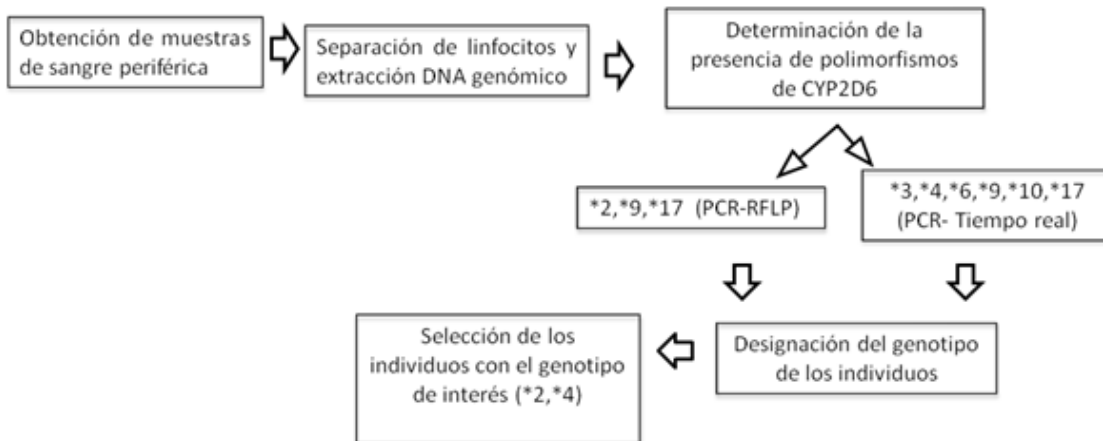 Obtención de muestras
de sangre periférica
Separación de linfocitos y
extracción DNA genómico
Determinación de la
presencia de polimorfismos
de CYP2D6
*2,*9,*17 (PCR-RFLP)
*3,*4,*6,*9,*10,*17
(PCR- Tiempo real)
Selección de los
individuos con el genotipo
de interés (*2,*4)
Designación del genotipo
de los individuos